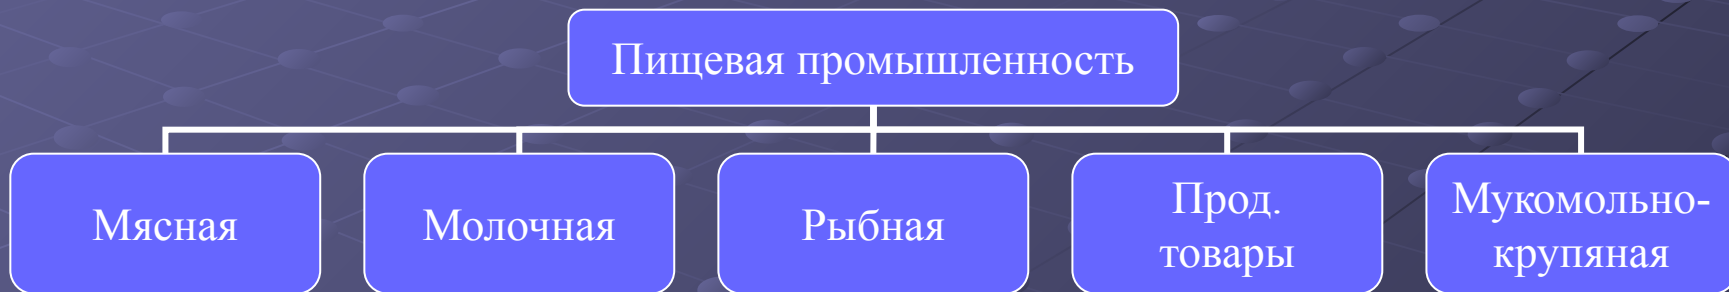 Пищевая промышленность
Мясная
Молочная
Рыбная
Прод.
товары
Мукомольно-
крупяная